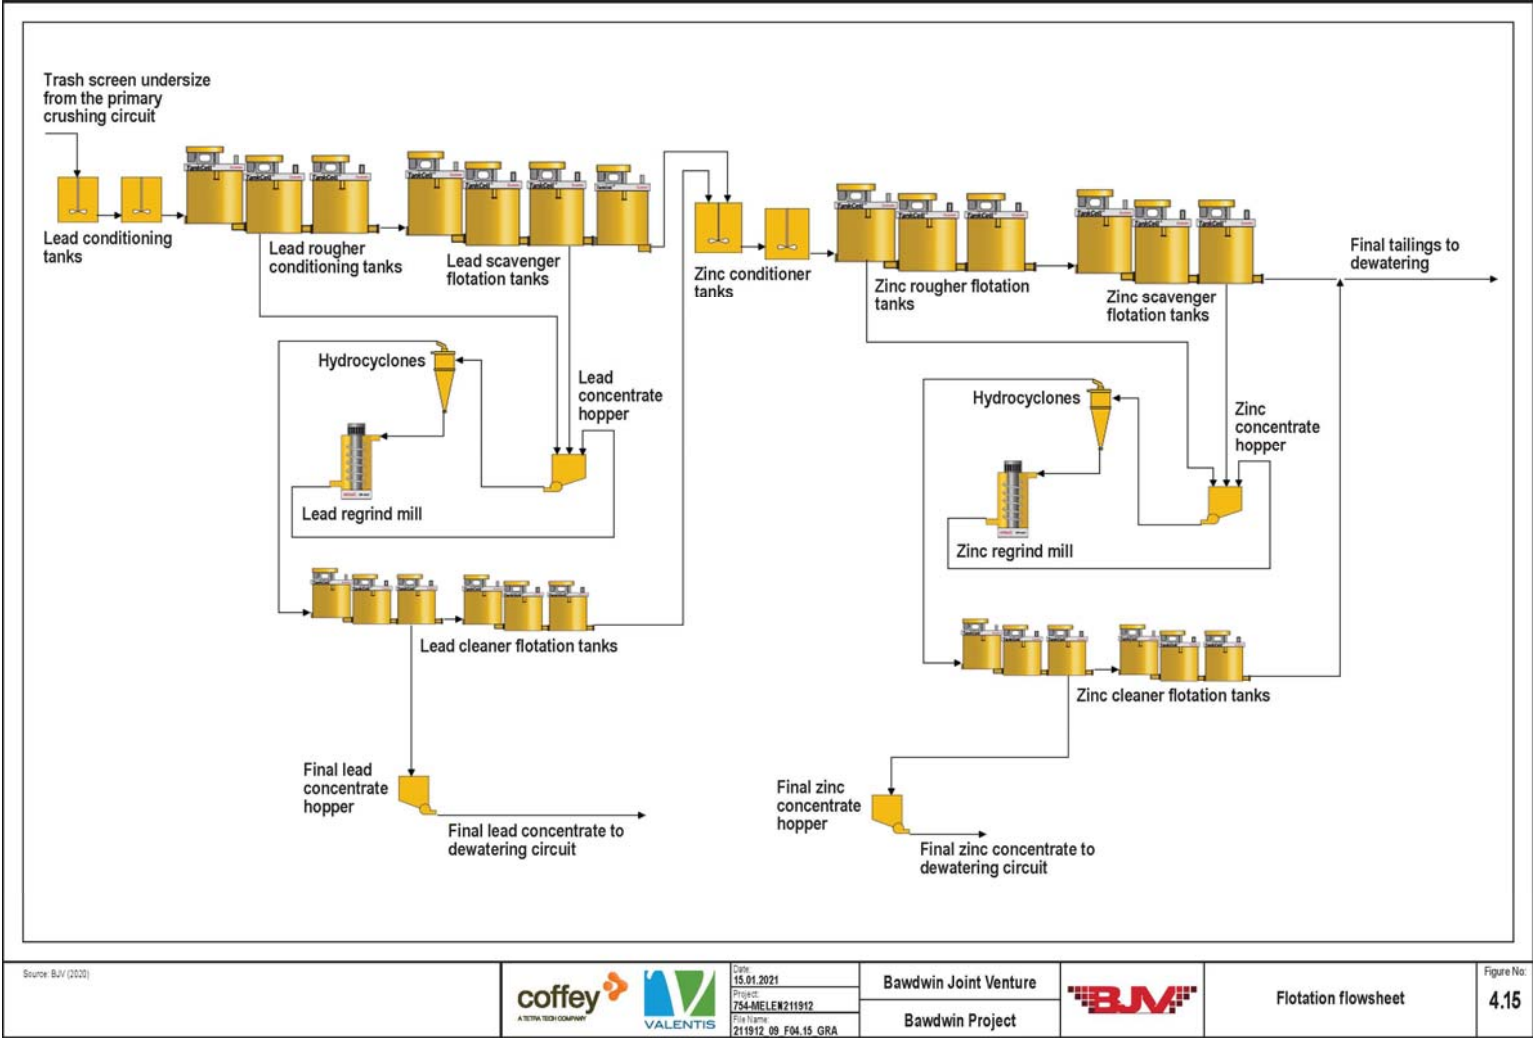 Trash screen undersize
from the primary
crushing circuit
Lead conditioning
tanks
Lead rougher
conditioning tanks
Lead scavenger
flotation tanks
Zinc conditioner
tanks
Zinc rougher flotation
tanks
Zinc scavenger
flotation tanks
Final tailings to
dewatering
Hydrocyclones
Lead
concentrate
hopper
Lead regrind mill
Hydrocyclones
Zinc
concentrate
hopper
Zinc regrind mill
Lead cleaner flotation tanks
Zinc cleaner flotation tanks
Final lead
concentrate
hopper
Final lead concentrate to
dewatering circuit
Final zinc
concentrate
hopper
Final zinc concentrate to
dewatering circuit
Source: BJV (2020)
coffey
A TETRA TECH COMPANY
VALENTIS
Date:
15.01.2021
Project:
754-MELEN211912
File Name:
211912_09_F04.15_GRA
Bawdwin Joint Venture
Bawdwin Project
BJV
Flotation flowsheet
Figure No:
4.15